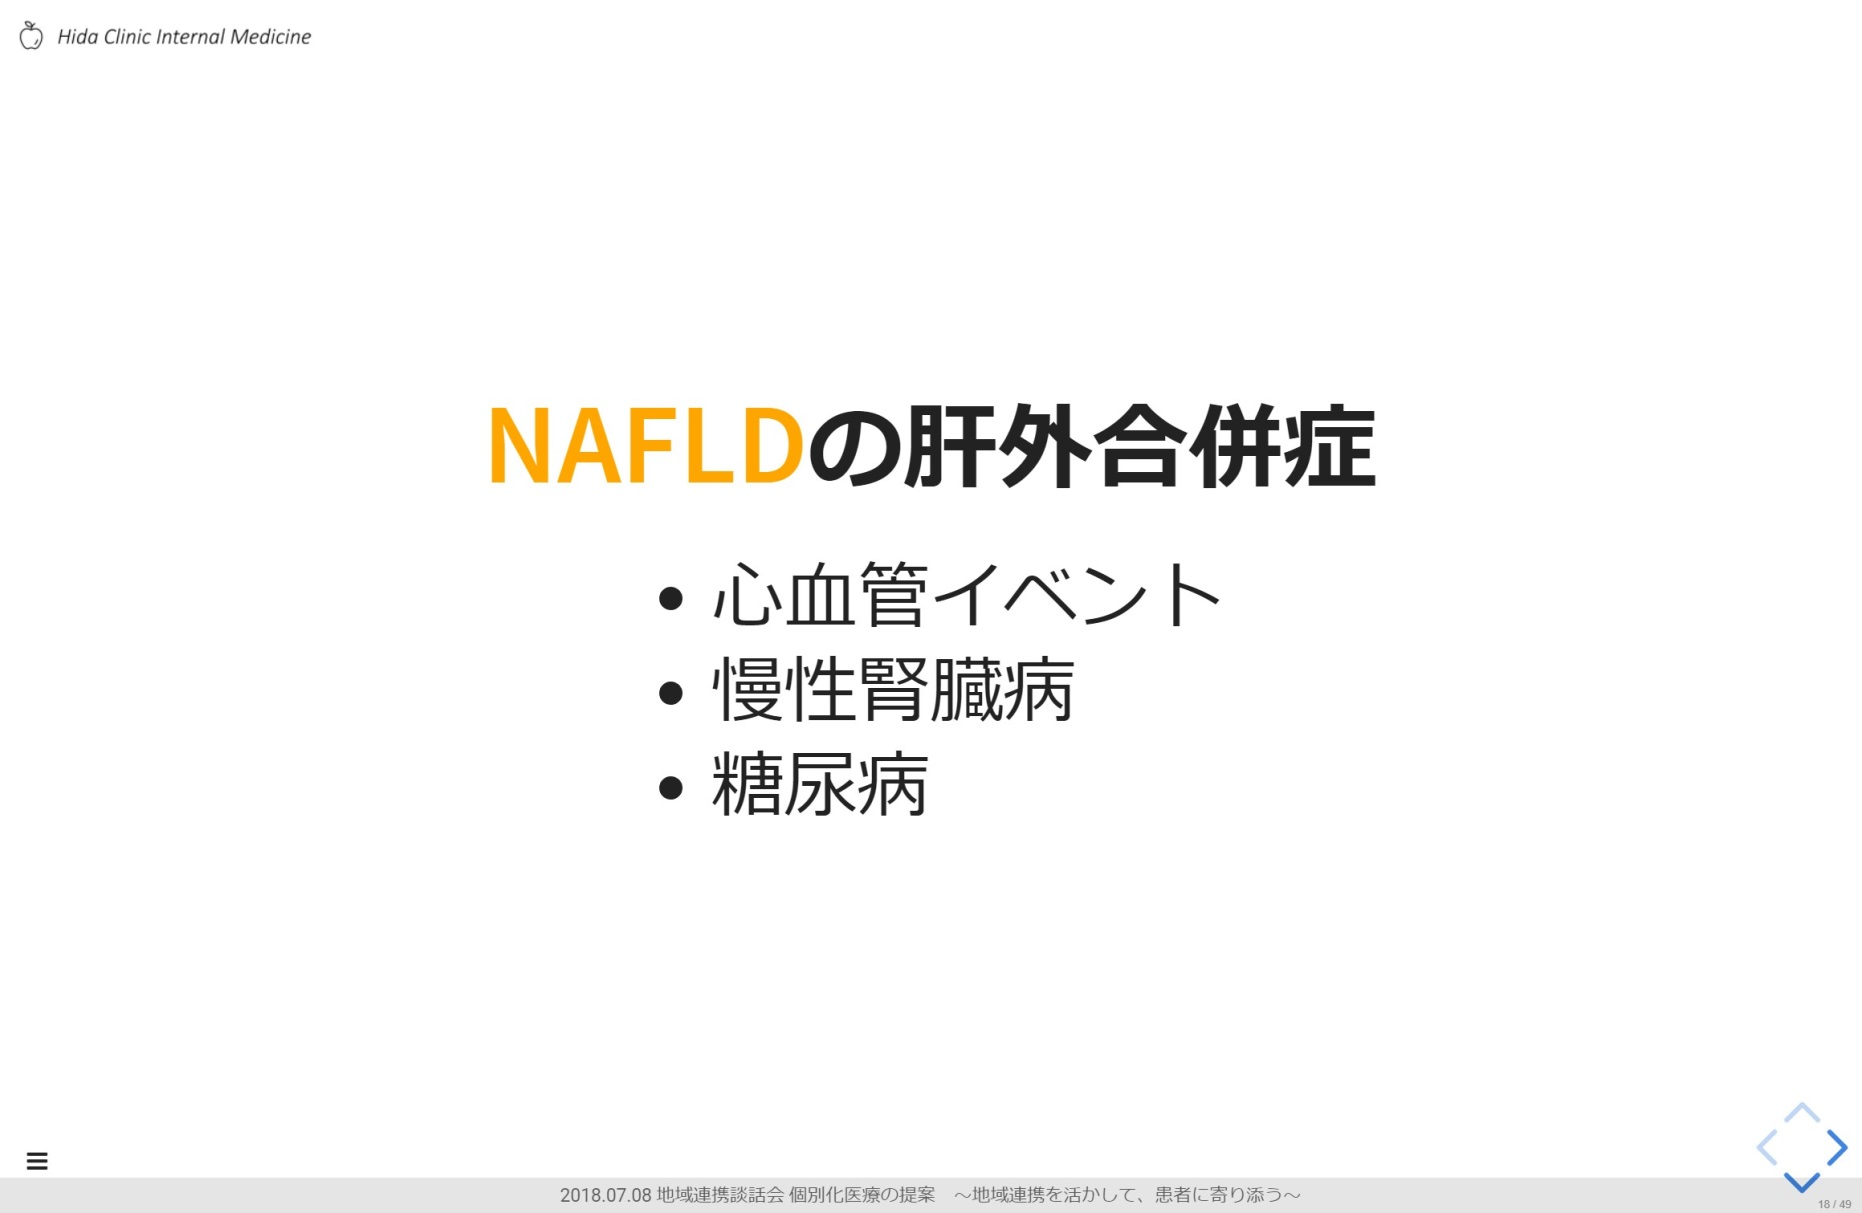 Hida Clinic Internal Medicine
NAFLDの肝外合併症
• 心血管イベント
• 慢性腎臓病
• 糖尿病
2018.07.08 地域連携談話会 個別化医療の提案　～地域連携を活かして、患者に寄り添う～
18 / 49